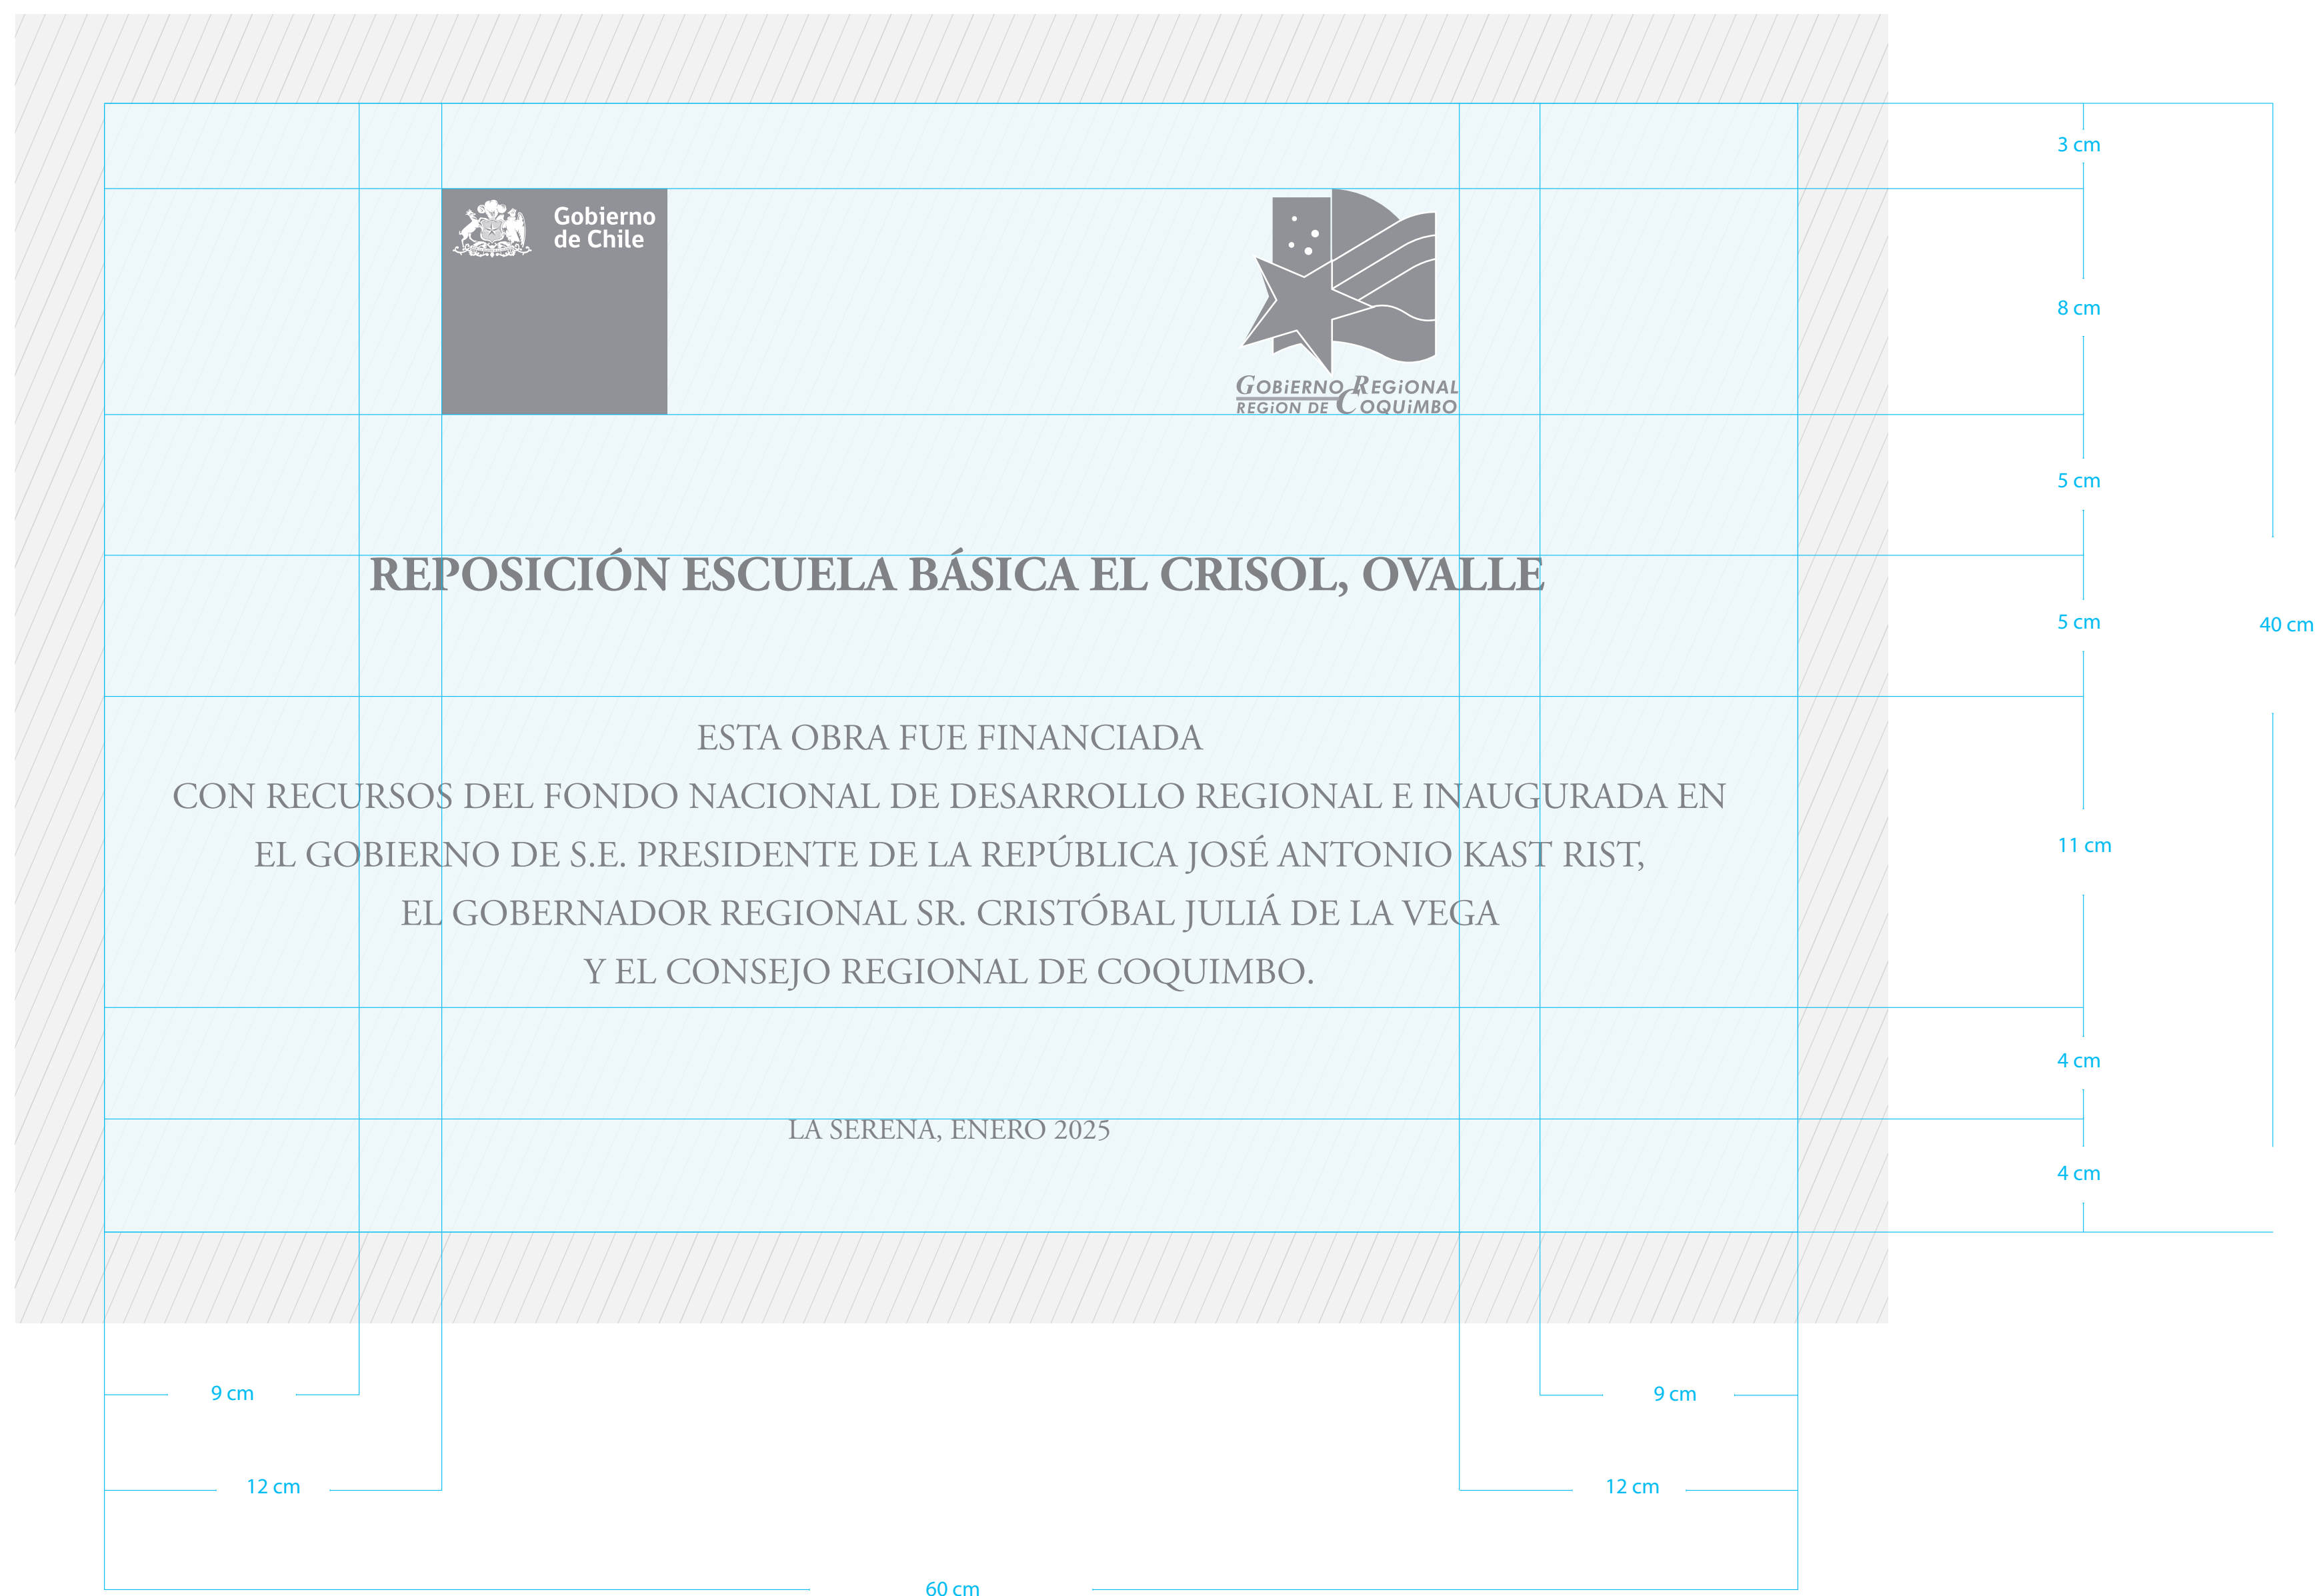 3 cm
Gobierno
de Chile
8 cm
GOBiERNO REGiONAL
REGiON DE COQUiMBO
5 cm
REPOSICIÓN ESCUELA BÁSICA EL CRISOL, OVALLE
5 cm
40 cm
ESTA OBRA FUE FINANCIADA
CON RECURSOS DEL FONDO NACIONAL DE DESARROLLO REGIONAL E INAUGURADA EN
EL GOBIERNO DE S.E. PRESIDENTE DE LA REPÚBLICA JOSÉ ANTONIO KAST RIST,
11 cm
EL GOBERNADOR REGIONAL SR. CRISTÓBAL JULIÁ DE LA VEGA
Y EL CONSEJO REGIONAL DE COQUIMBO.
4 cm
LA SERENA, ENERO 2025
4 cm
9 cm
9 cm
12 cm
12 cm
60 cm